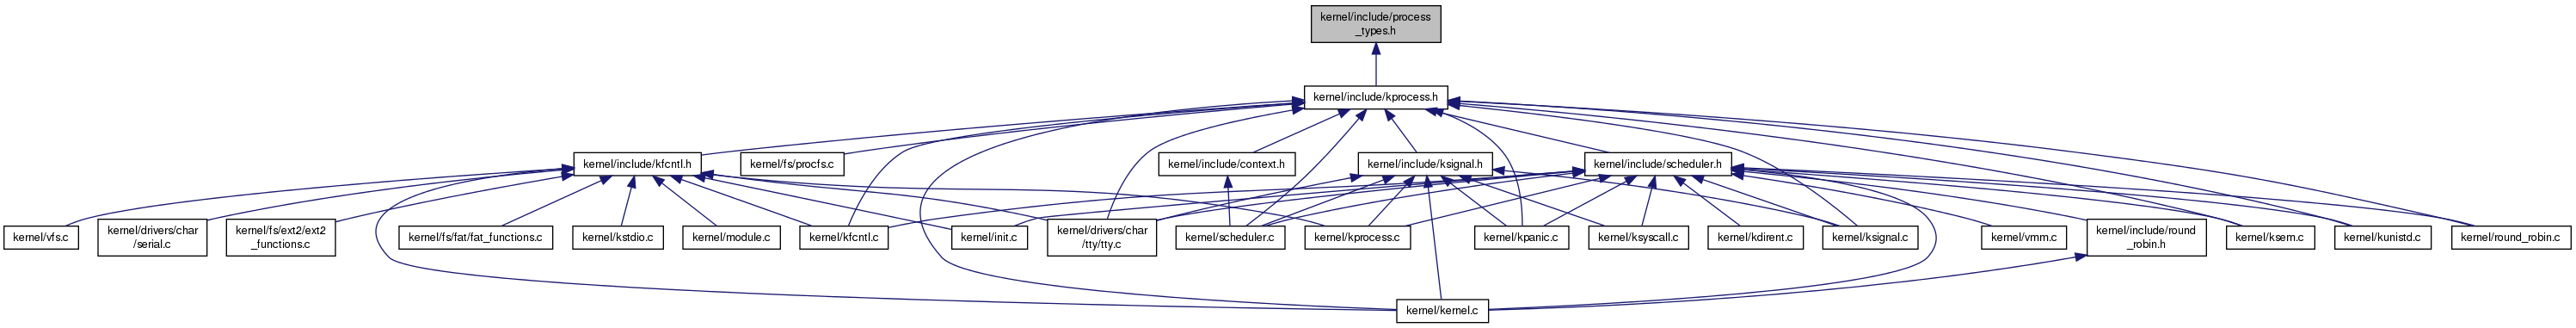 kernel/include/process
_types.h
kernel/include/kprocess.h
kernel/include/kfcntl.h
kernel/fs/procfs.c
kernel/include/context.h
kernel/include/ksignal.h
kernel/include/scheduler.h
kernel/vfs.c
kernel/drivers/char
/serial.c
kernel/fs/ext2/ext2
_functions.c
kernel/fs/fat/fat_functions.c
kernel/kstdio.c
kernel/module.c
kernel/kfcntl.c
kernel/init.c
kernel/drivers/char
/tty/tty.c
kernel/scheduler.c
kernel/kprocess.c
kernel/kpanic.c
kernel/ksyscall.c
kernel/kdirent.c
kernel/ksignal.c
kernel/vmm.c
kernel/include/round
_robin.h
kernel/ksem.c
kernel/kunistd.c
kernel/round_robin.c
kernel/kernel.c